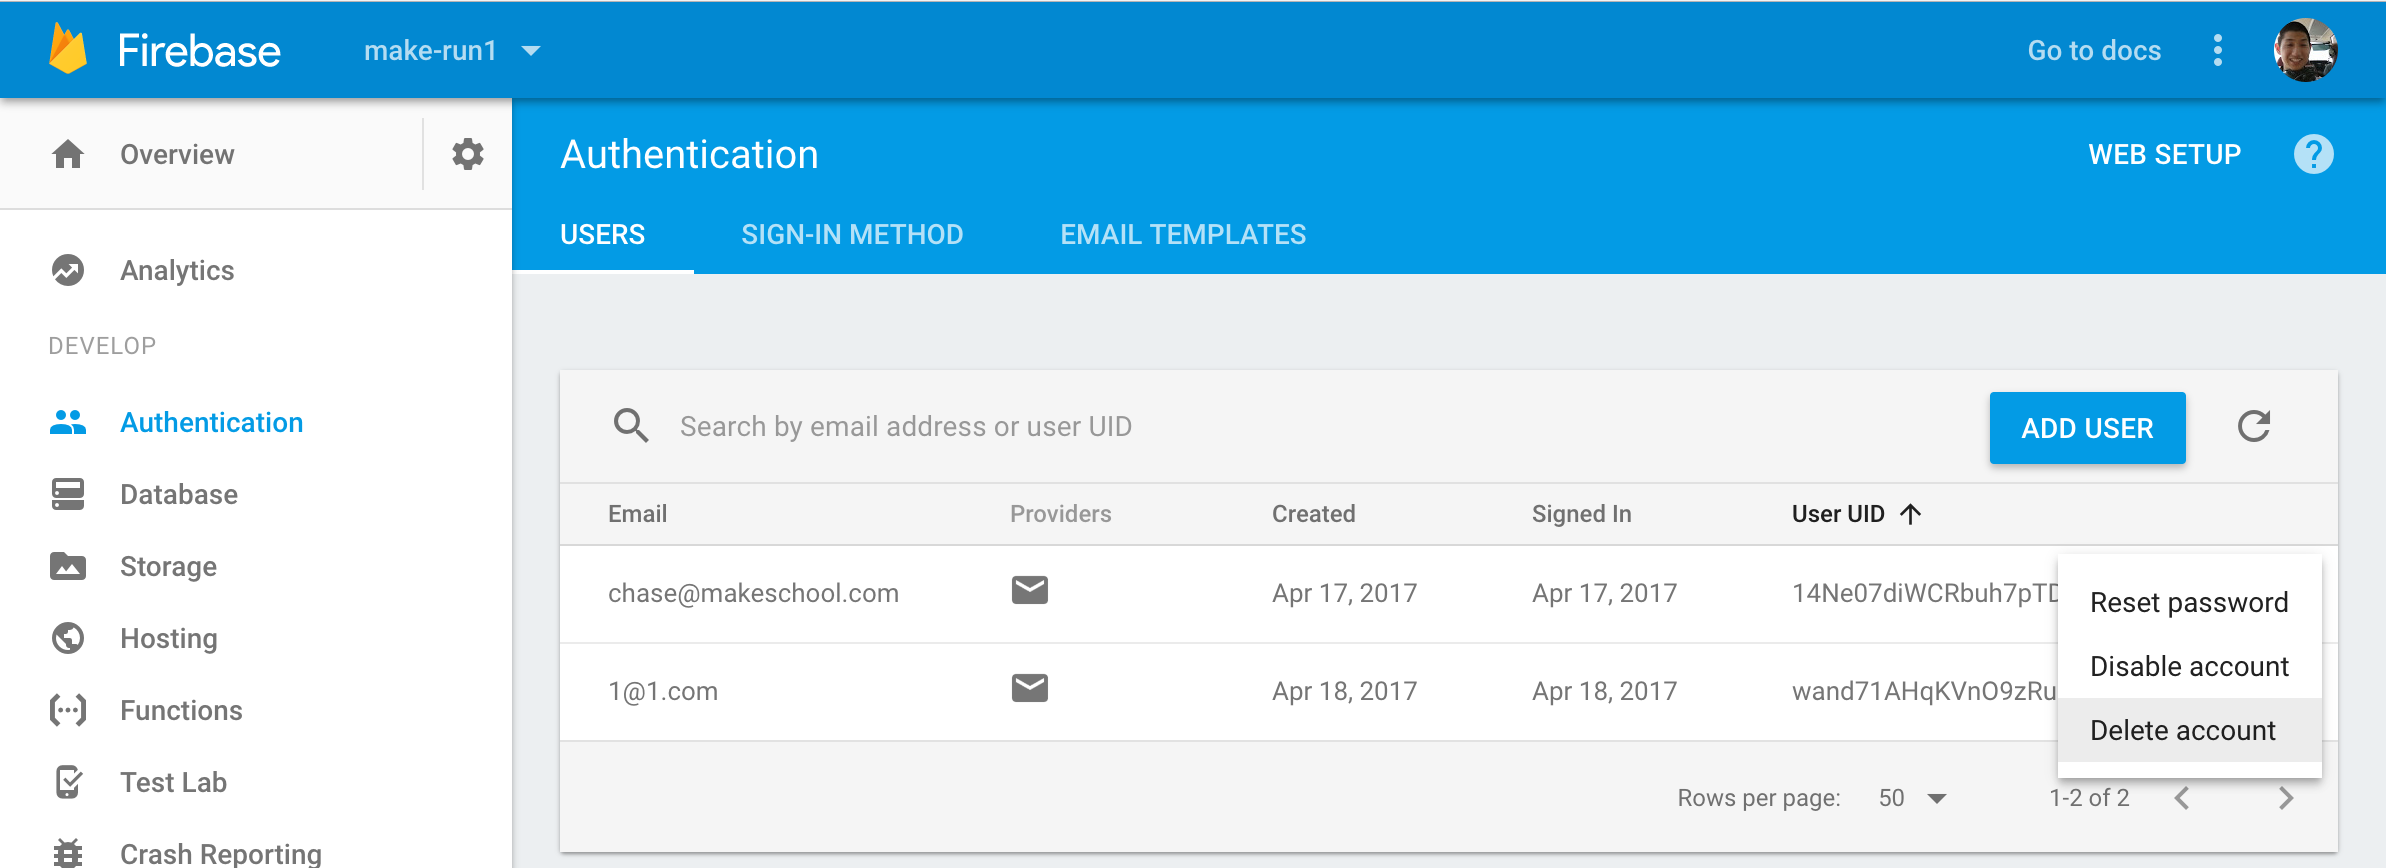 Firebase
make-run1
Go to docs
Overview
Authentication
WEB SETUP
?
USERS
SIGN-IN METHOD
EMAIL TEMPLATES
Analytics
DEVELOP
Authentication
Database
Storage
Hosting
Functions
Test Lab
Crash Reporting
Search by email address or user UID
ADD USER
Email
Providers
Created
Signed In
User UID
chase@makeschool.com
Apr 17, 2017
Apr 17, 2017
14Ne07diWCRbuh7pTD
1@1.com
Apr 18, 2017
Apr 18, 2017
wand71AHqKVnO9zRu
Reset password
Disable account
Delete account
Rows per page:
50
1-2 of 2